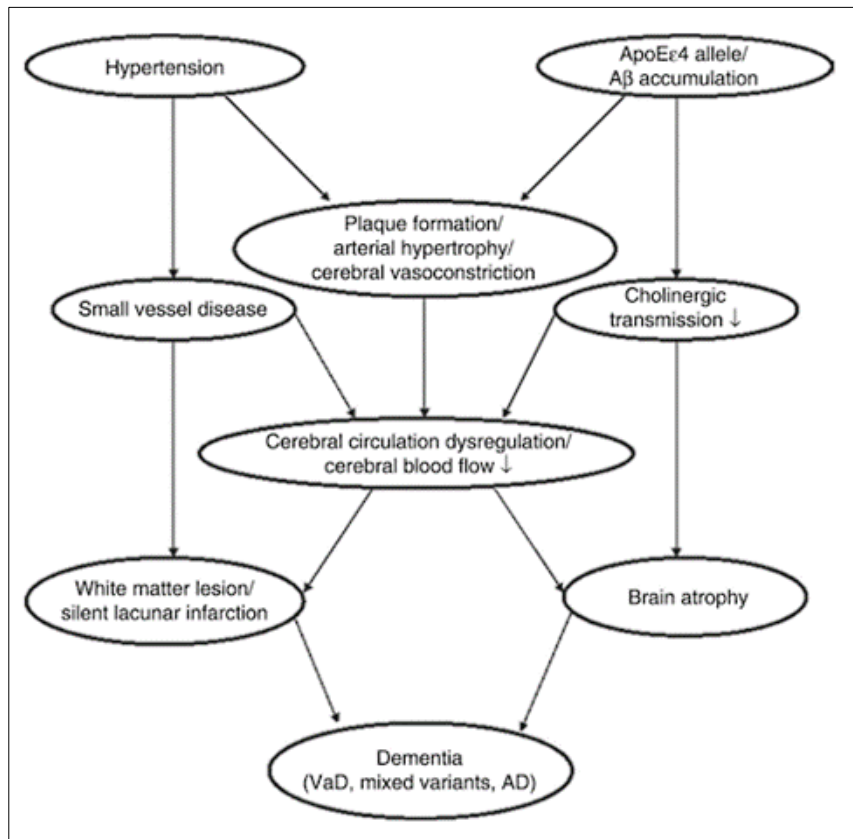 Hypertension
ApoEε4 allele/
Aβ accumulation
Plaque formation/
arterial hypertrophy/
cerebral vasoconstriction
Small vessel disease
Cholinergic
transmission ↓
Cerebral circulation dysregulation/
cerebral blood flow ↓
White matter lesion/
silent lacunar infarction
Brain atrophy
Dementia
(VaD, mixed variants, AD)